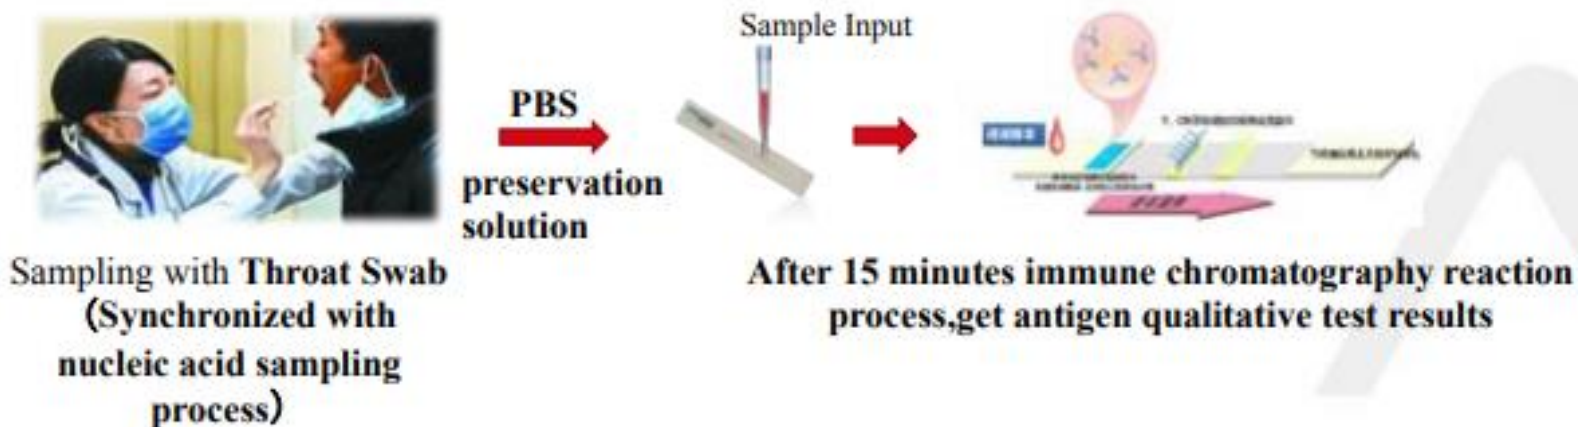 Sample Input
PBS
preservation
solution
Sampling with Throat Swab
(Synchronized with
nucleic acid sampling
process)
After 15 minutes immune chromatography reaction
process,get antigen qualitative test results